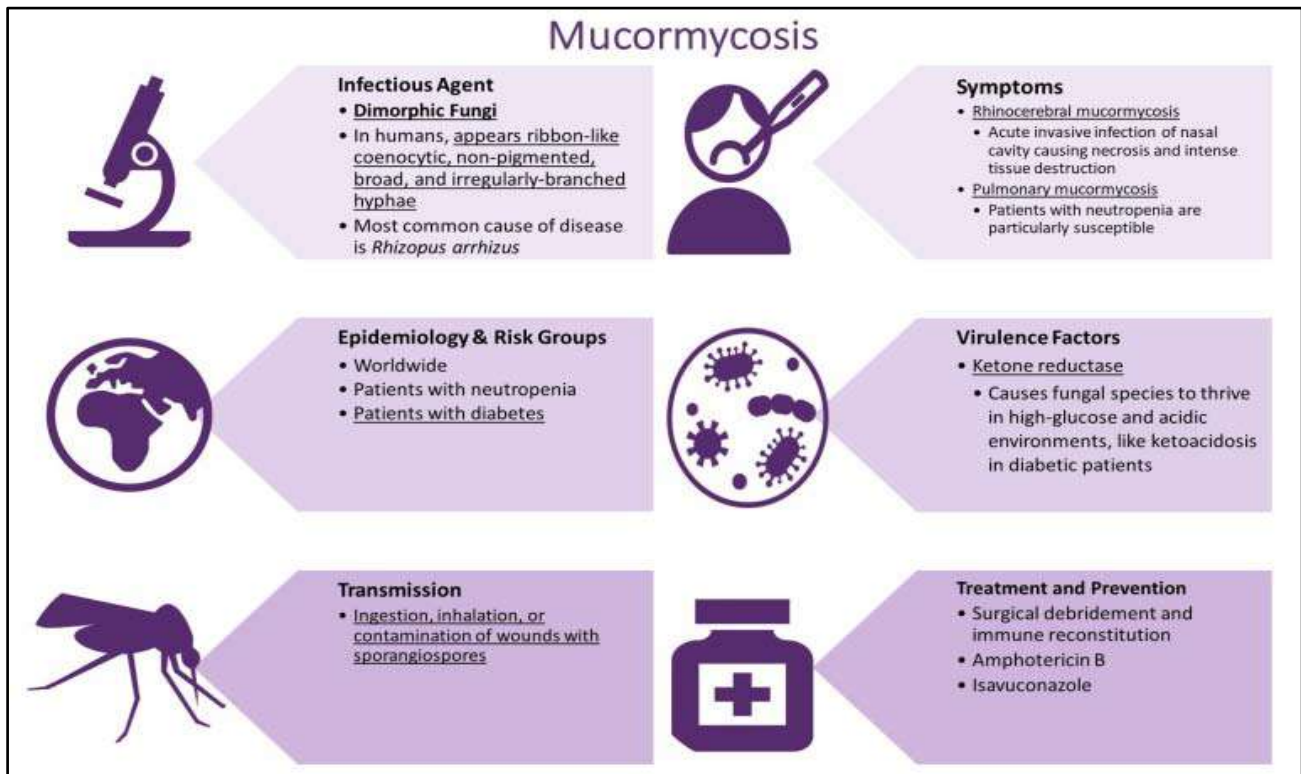 Mucormycosis
Infectious Agent
• Dimorphic Fungi
• In humans, appears ribbon-like
coenocytic, non-pigmented,
broad, and irregularly-branched
hyphae
• Most common cause of disease
is Rhizopus arrhizus
Symptoms
• Rhinocerebral mucormycosis
• Acute invasive infection of nasal
cavity causing necrosis and intense
tissue destruction
• Pulmonary mucormycosis
• Patients with neutropenia are
particularly susceptible
Epidemiology & Risk Groups
• Worldwide
• Patients with neutropenia
• Patients with diabetes
Virulence Factors
• Ketone reductase
• Causes fungal species to thrive
in high-glucose and acidic
environments, like ketoacidosis
in diabetic patients
Transmission
• Ingestion, inhalation, or
contamination of wounds with
sporangiospores
Treatment and Prevention
• Surgical debridement and
immune reconstitution
• Amphotericin B
• Isavuconazole